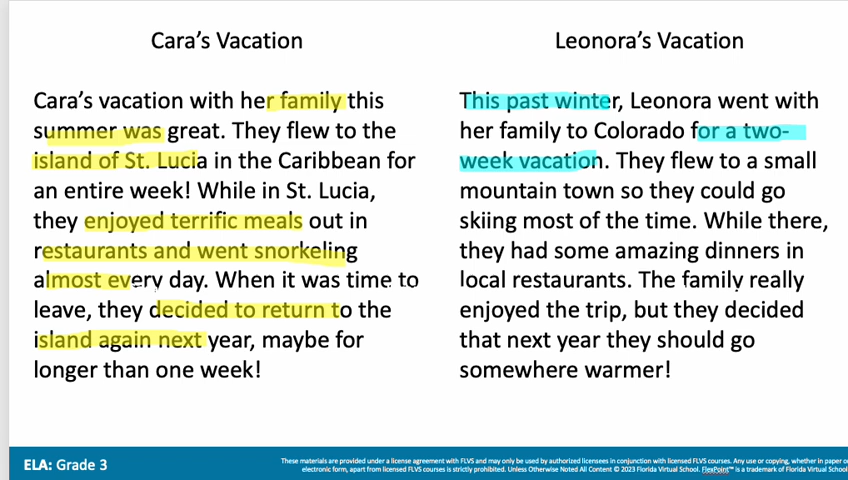 Cara's Vacation
Cara's vacation with her family this
summer was great. They flew to the
island of St. Lucia in the Caribbean for
an entire week! While in St. Lucia,
they enjoyed terrific meals out in
restaurants and went snorkeling
almost every day. When it was time to
leave, they decided to return to the
island again next year, maybe for
longer than one week!
Leonora's Vacation
This past winter, Leonora went with
her family to Colorado for a two-
week vacation. They flew to a small
mountain town so they could go
skiing most of the time. While there,
they had some amazing dinners in
local restaurants. The family really
enjoyed the trip, but they decided
that next year they should go
somewhere warmer!
ELA: Grade 3
These materials are provided under a license agreement with FLVS and may only be used by authorized licensees in conjunction with licensed FLVS courses. Any use or copying, whether in paper or
electronic form, apart from licensed FLVS courses is strictly prohibited. Unless Otherwise Noted All Content © 2023 Florida Virtual School. FlexPoint™ is a trademark of Florida Virtual School